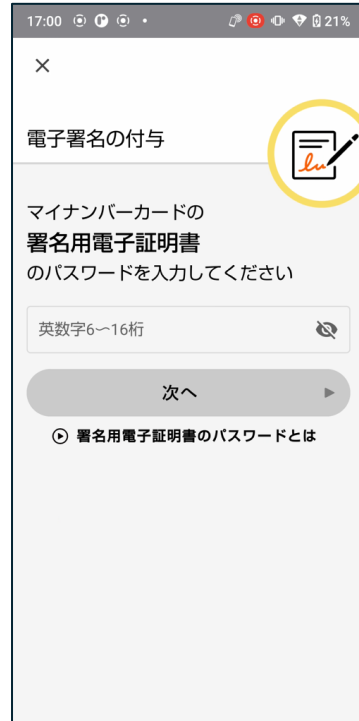 17:00
21%
電子署名の付与
マイナンバーカードの
署名用電子証明書
のパスワードを入力してください
英数字6〜16桁
次へ
署名用電子証明書のパスワードとは